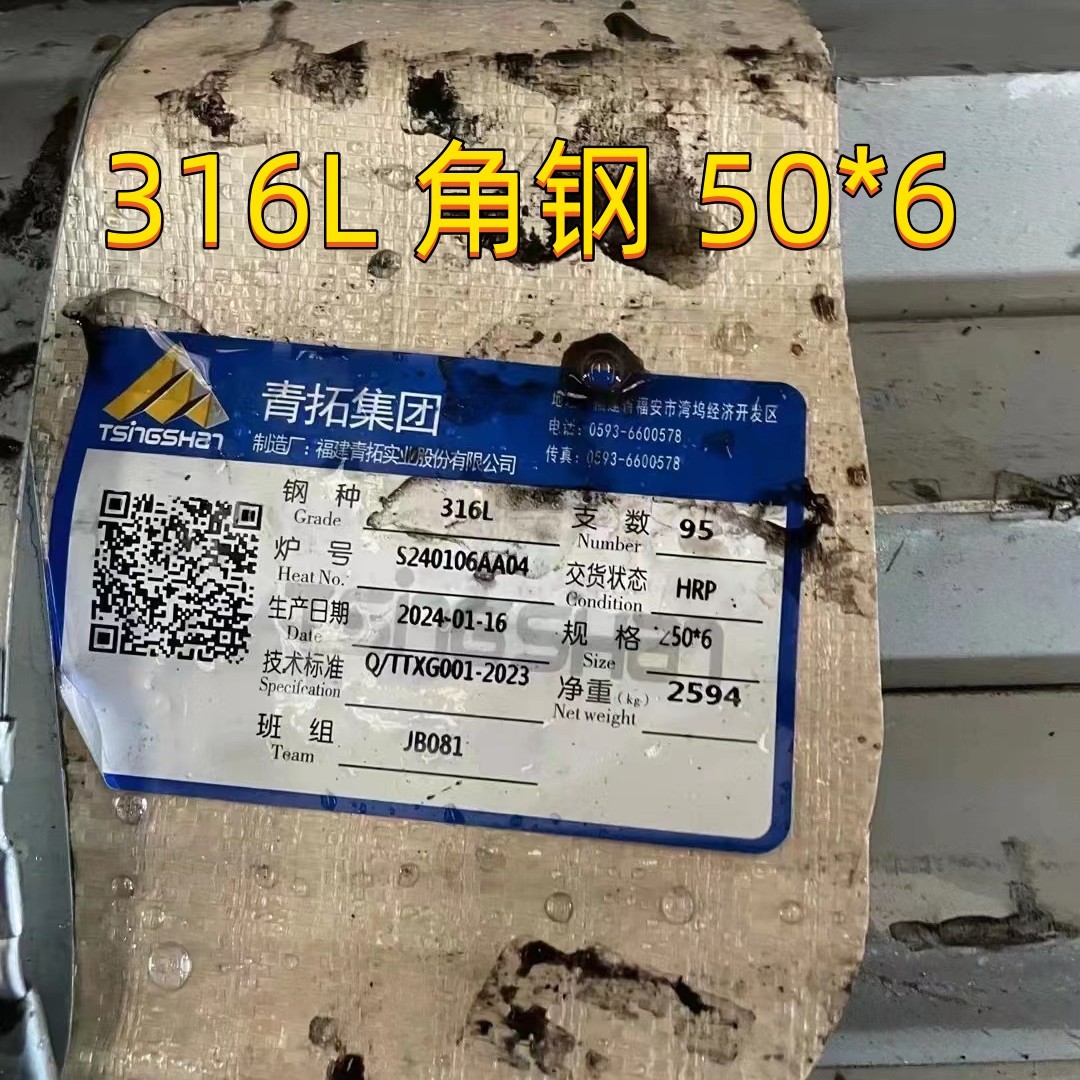 316L 角钢 50*6
TSINGSHAN
青拓集团
制造厂：福建青拓实业股份有限公司
福安市湾坞经济开发区
电话：0593-6600578
传真：0593-6600578
钢 种 316L 支 数 95
Grade Number
炉 号 S240106AA04 交货状态 HRP
Heat No. Condition
生产日期 2024-01-16 规 格 ∠50*6
Date Size
技术标准 Q/TTXG001-2023 净重（kg） 2594
Specifcation Net weight
班 组 JB081
Team
TSINGSHAN